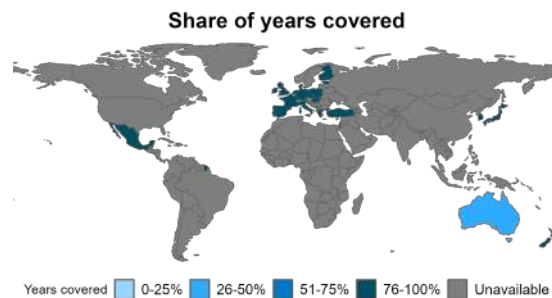 Share of years covered
Years covered 0-25% 26-50% 51-75% 76-100% Unavailable